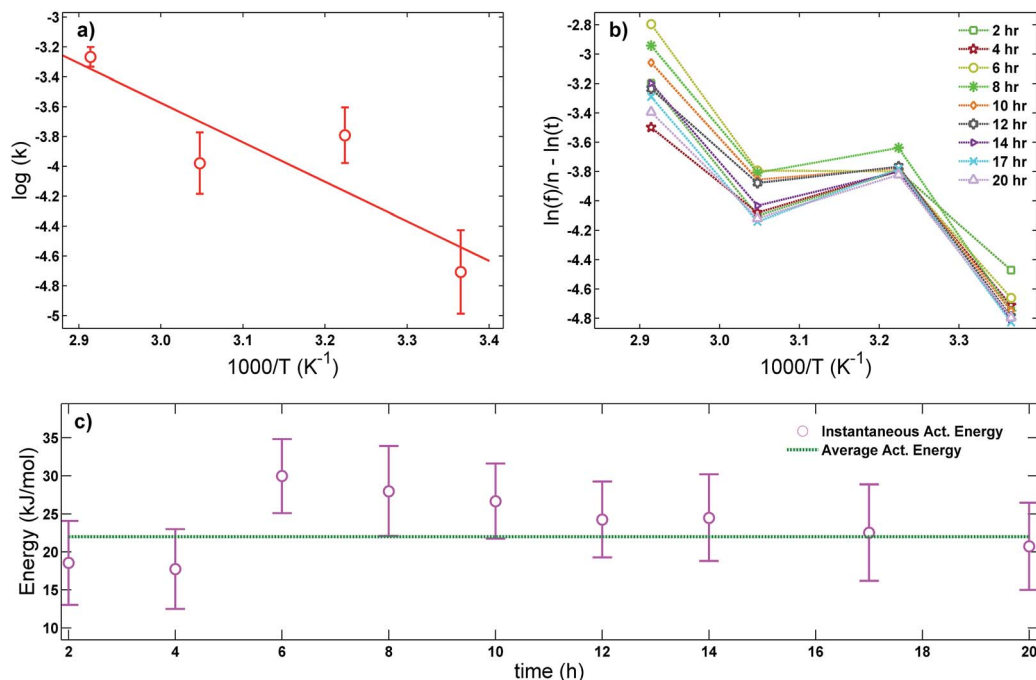 a)
-3
-3.2
-3.4
-3.6
-3.8
-4
-4.2
-4.4
-4.6
-4.8
-5
log (k)
2.9 3.0 3.1 3.2 3.3 3.4
1000/T (K-1)
b)
-2.8
-3
-3.2
-3.4
-3.6
-3.8
-4
-4.2
-4.4
-4.6
-4.8
ln(f)/n - ln(t)
2.9 3.0 3.1 3.2 3.3
1000/T (K-1)
2 hr
4 hr
6 hr
8 hr
10 hr
12 hr
14 hr
17 hr
20 hr
c)
35
30
25
20
15
10
Energy (kJ/mol)
Instantaneous Act. Energy
Average Act. Energy
2 4 6 8 10 12 14 16 18 20
time (h)